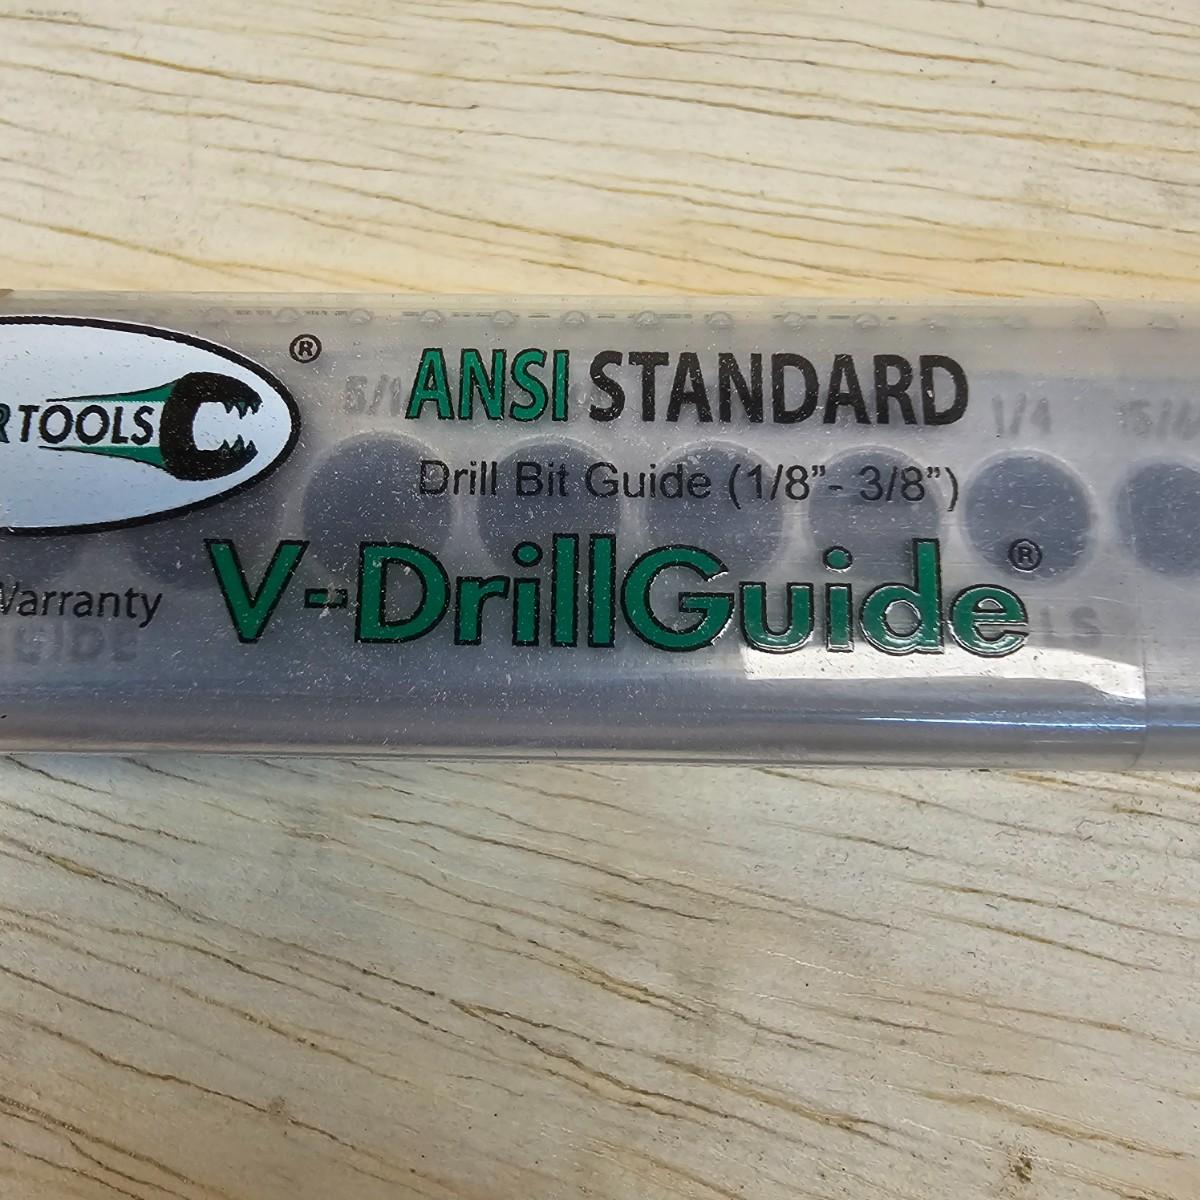 R TOOLS ®
ANSI STANDARD
Drill Bit Guide (1/8”- 3/8”)
V-DrillGuide®
Warranty
1/4